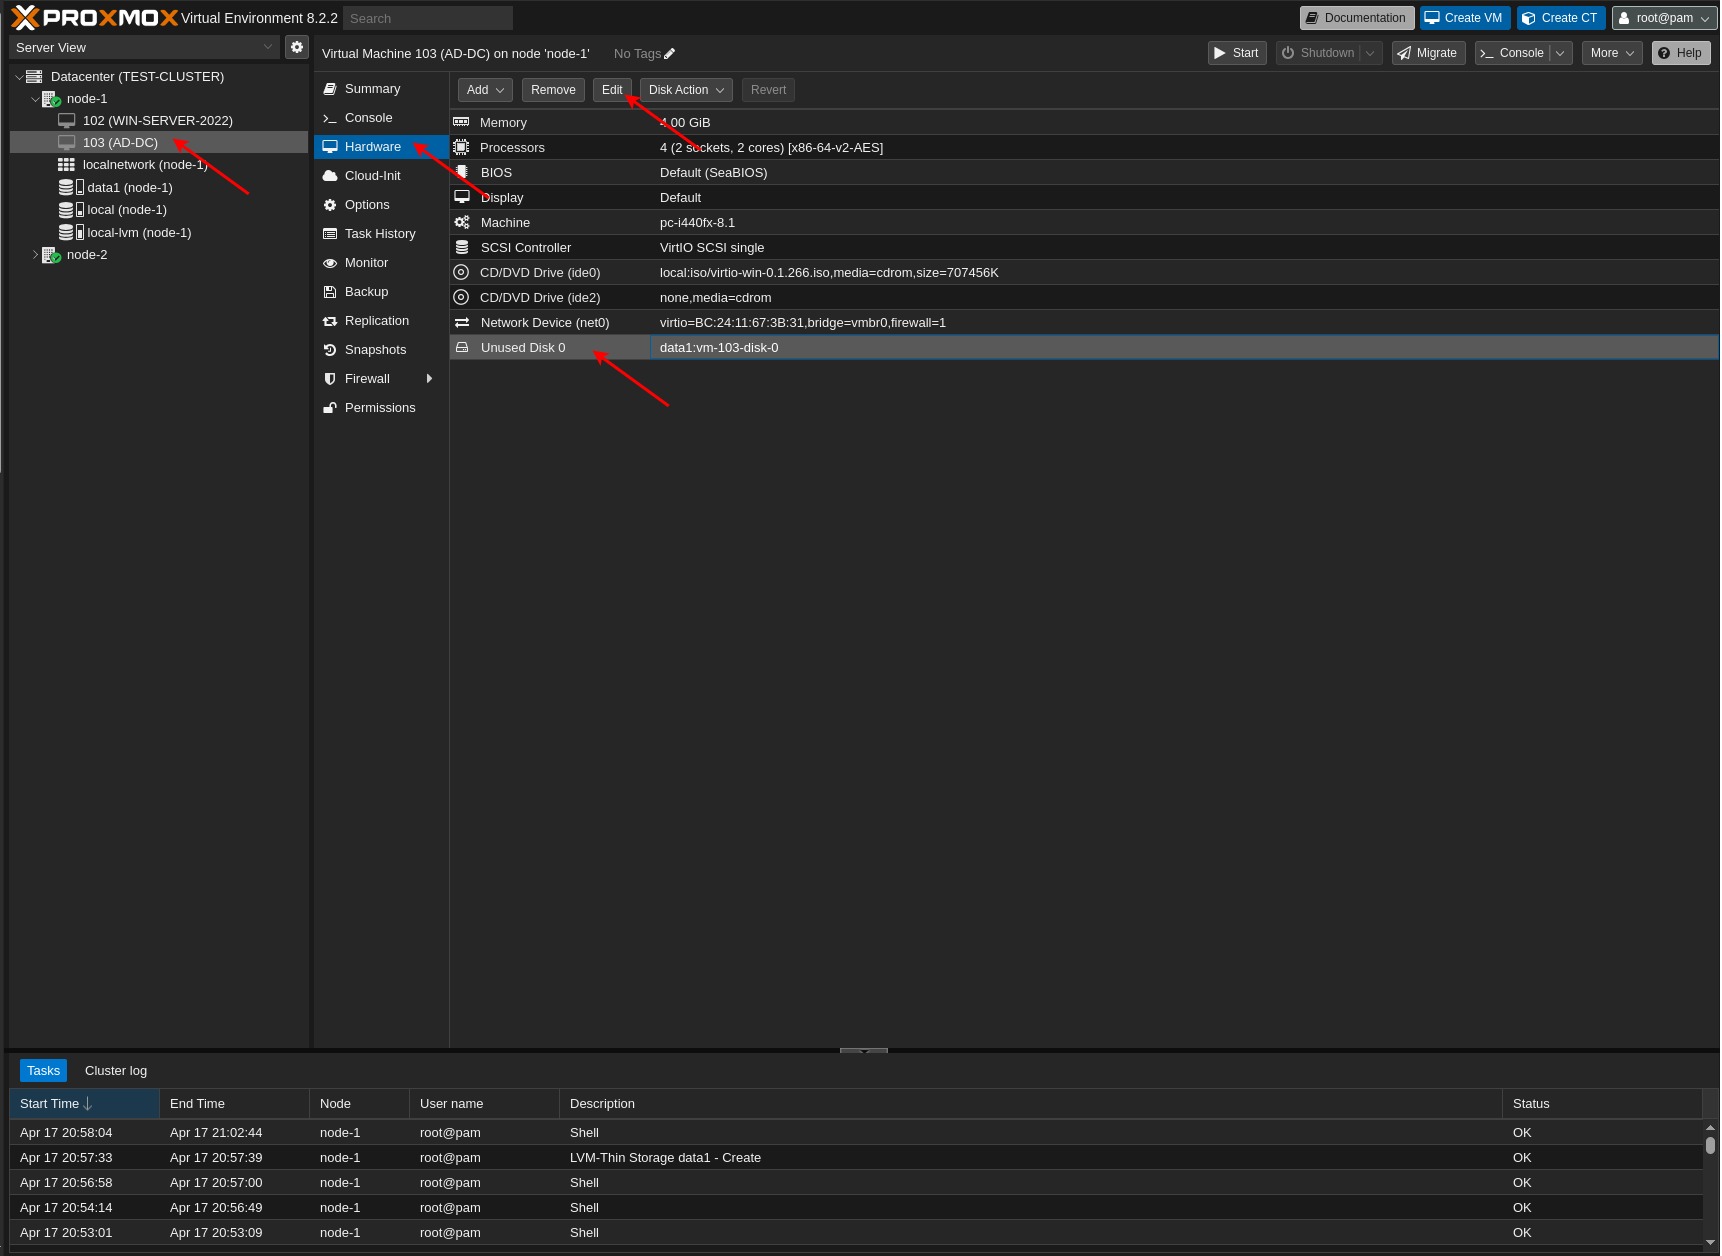 PROXMOX Virtual Environment 8.2.2 Search Documentation Create VM Create CT root@pam
Server View
Virtual Machine 103 (AD-DC) on node 'node-1' No Tags Start Shutdown Migrate Console More Help
Datacenter (TEST-CLUSTER)
node-1
102 (WIN-SERVER-2022)
103 (AD-DC)
localnetwork (node-1)
data1 (node-1)
local (node-1)
local-lvm (node-1)
node-2
Summary
Console
Hardware
Cloud-Init
Options
Task History
Monitor
Backup
Replication
Snapshots
Firewall
Permissions
Add Remove Edit Disk Action Revert
Memory 4.00 GiB
Processors 4 (2 sockets, 2 cores) [x86-64-v2-AES]
BIOS Default (SeaBIOS)
Display Default
Machine pc-i440fx-8.1
SCSI Controller VirtIO SCSI single
CD/DVD Drive (ide0) local:iso/virtio-win-0.1.266.iso,media=cdrom,size=707456K
CD/DVD Drive (ide2) none,media=cdrom
Network Device (net0) virtio=BC:24:11:67:3B:31,bridge=vmbr0,firewall=1
Unused Disk 0 data1:vm-103-disk-0
Tasks Cluster log
Start Time End Time Node User name Description Status
Apr 17 20:58:04 Apr 17 21:02:44 node-1 root@pam Shell OK
Apr 17 20:57:33 Apr 17 20:57:39 node-1 root@pam LVM-Thin Storage data1 - Create OK
Apr 17 20:56:58 Apr 17 20:57:00 node-1 root@pam Shell OK
Apr 17 20:54:14 Apr 17 20:56:49 node-1 root@pam Shell OK
Apr 17 20:53:01 Apr 17 20:53:09 node-1 root@pam Shell OK